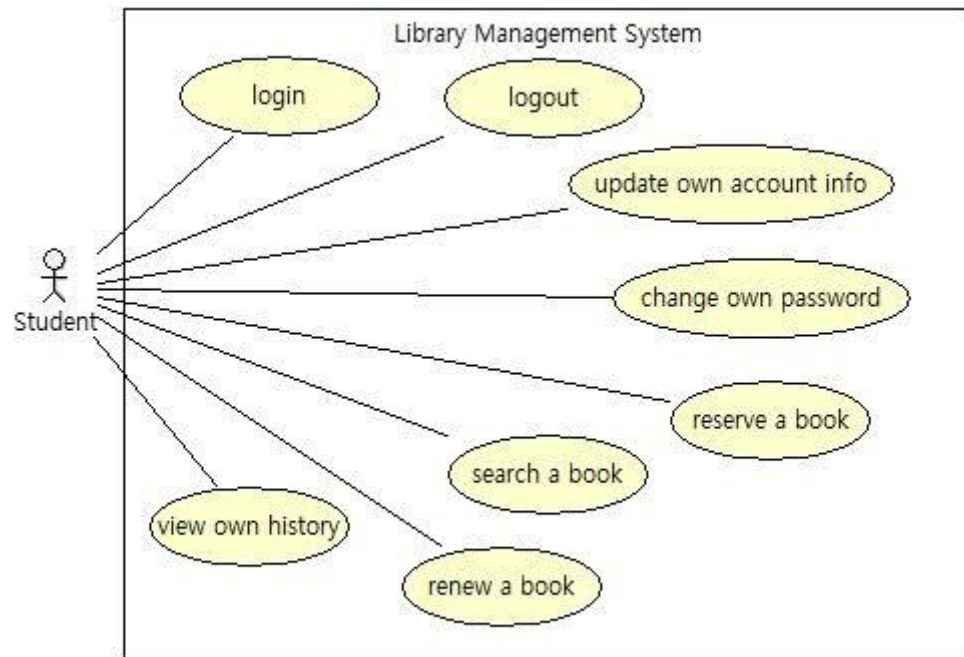 Library Management System
login
logout
update own account info
change own password
Student
reserve a book
search a book
view own history
renew a book